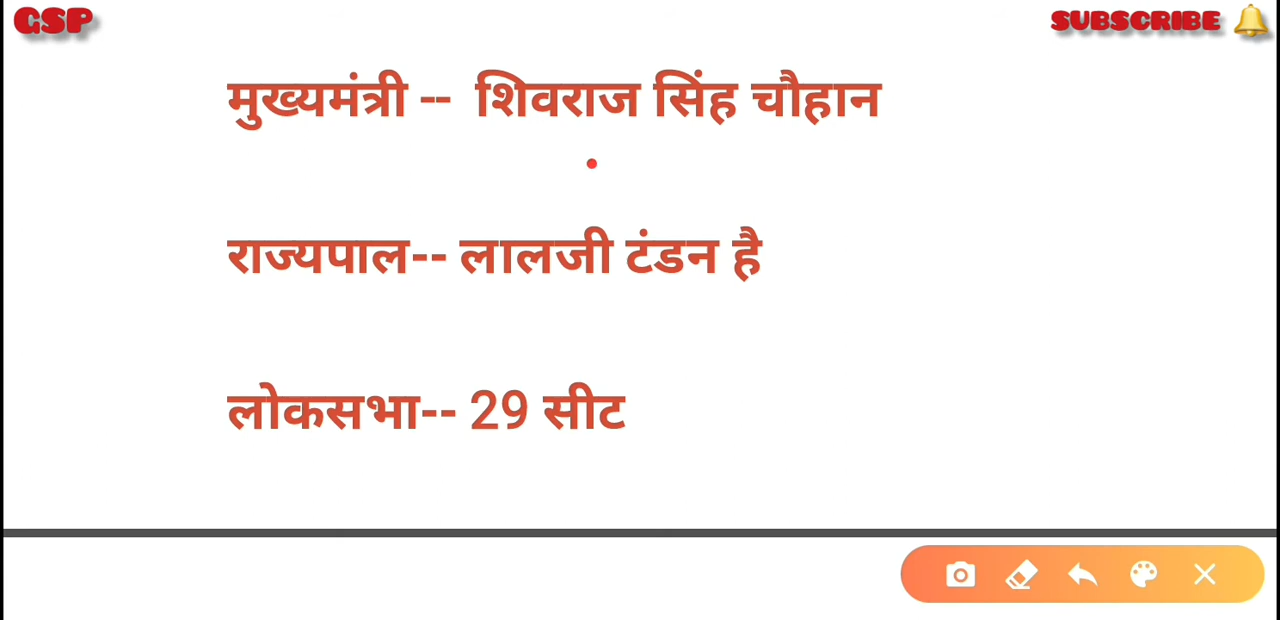 GSP
SUBSCRIBE
मुख्यमंत्री -- शिवराज सिंह चौहान
राज्यपाल-- लालजी टंडन है
लोकसभा-- 29 सीट